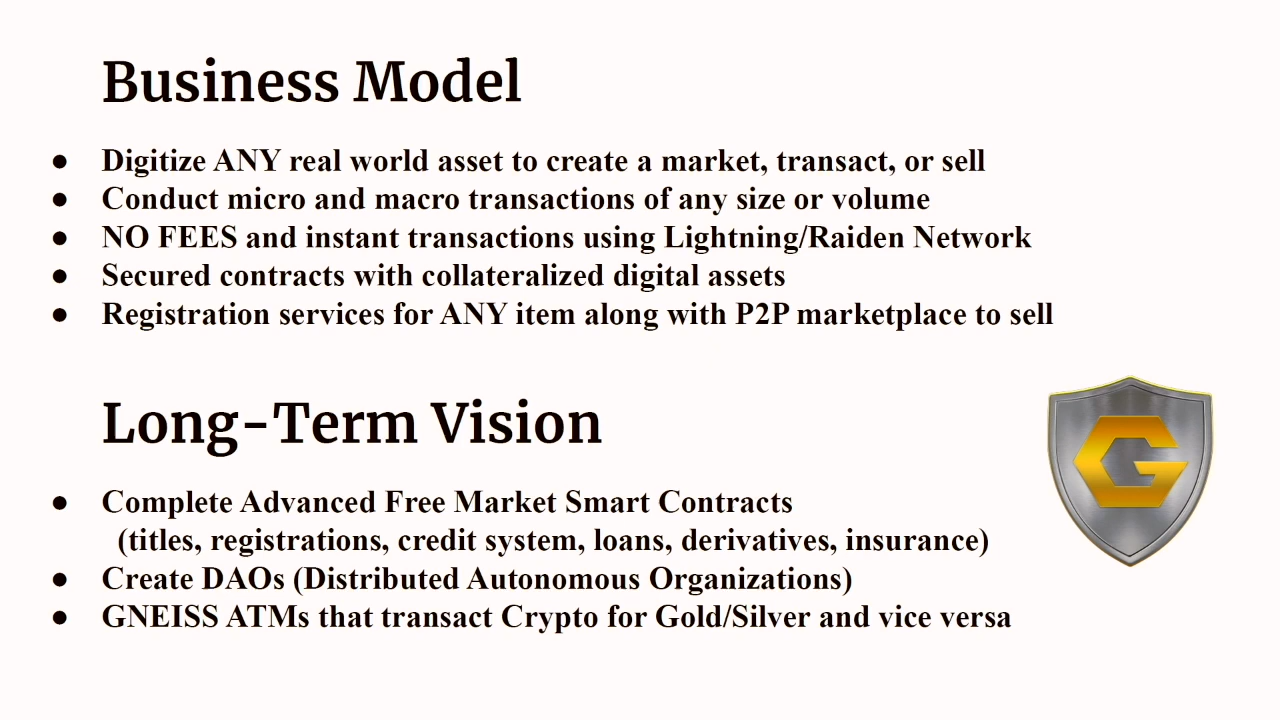 Business Model
● Digitize ANY real world asset to create a market, transact, or sell
● Conduct micro and macro transactions of any size or volume
● NO FEES and instant transactions using Lightning/Raiden Network
● Secured contracts with collateralized digital assets
● Registration services for ANY item along with P2P marketplace to sell
Long-Term Vision
● Complete Advanced Free Market Smart Contracts
(titles, registrations, credit system, loans, derivatives, insurance)
● Create DAOs (Distributed Autonomous Organizations)
● GNEISS ATMs that transact Crypto for Gold/Silver and vice versa
G